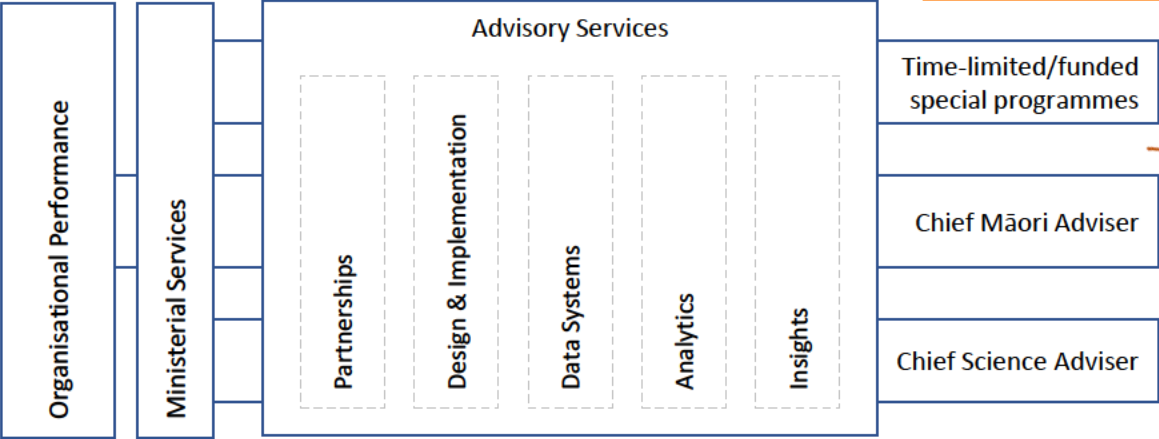 Organisational Performance
Ministerial Services
Advisory Services
Partnerships
Design & Implementation
Data Systems
Analytics
Insights
Time-limited/funded
special programmes
Chief Māori Adviser
Chief Science Adviser